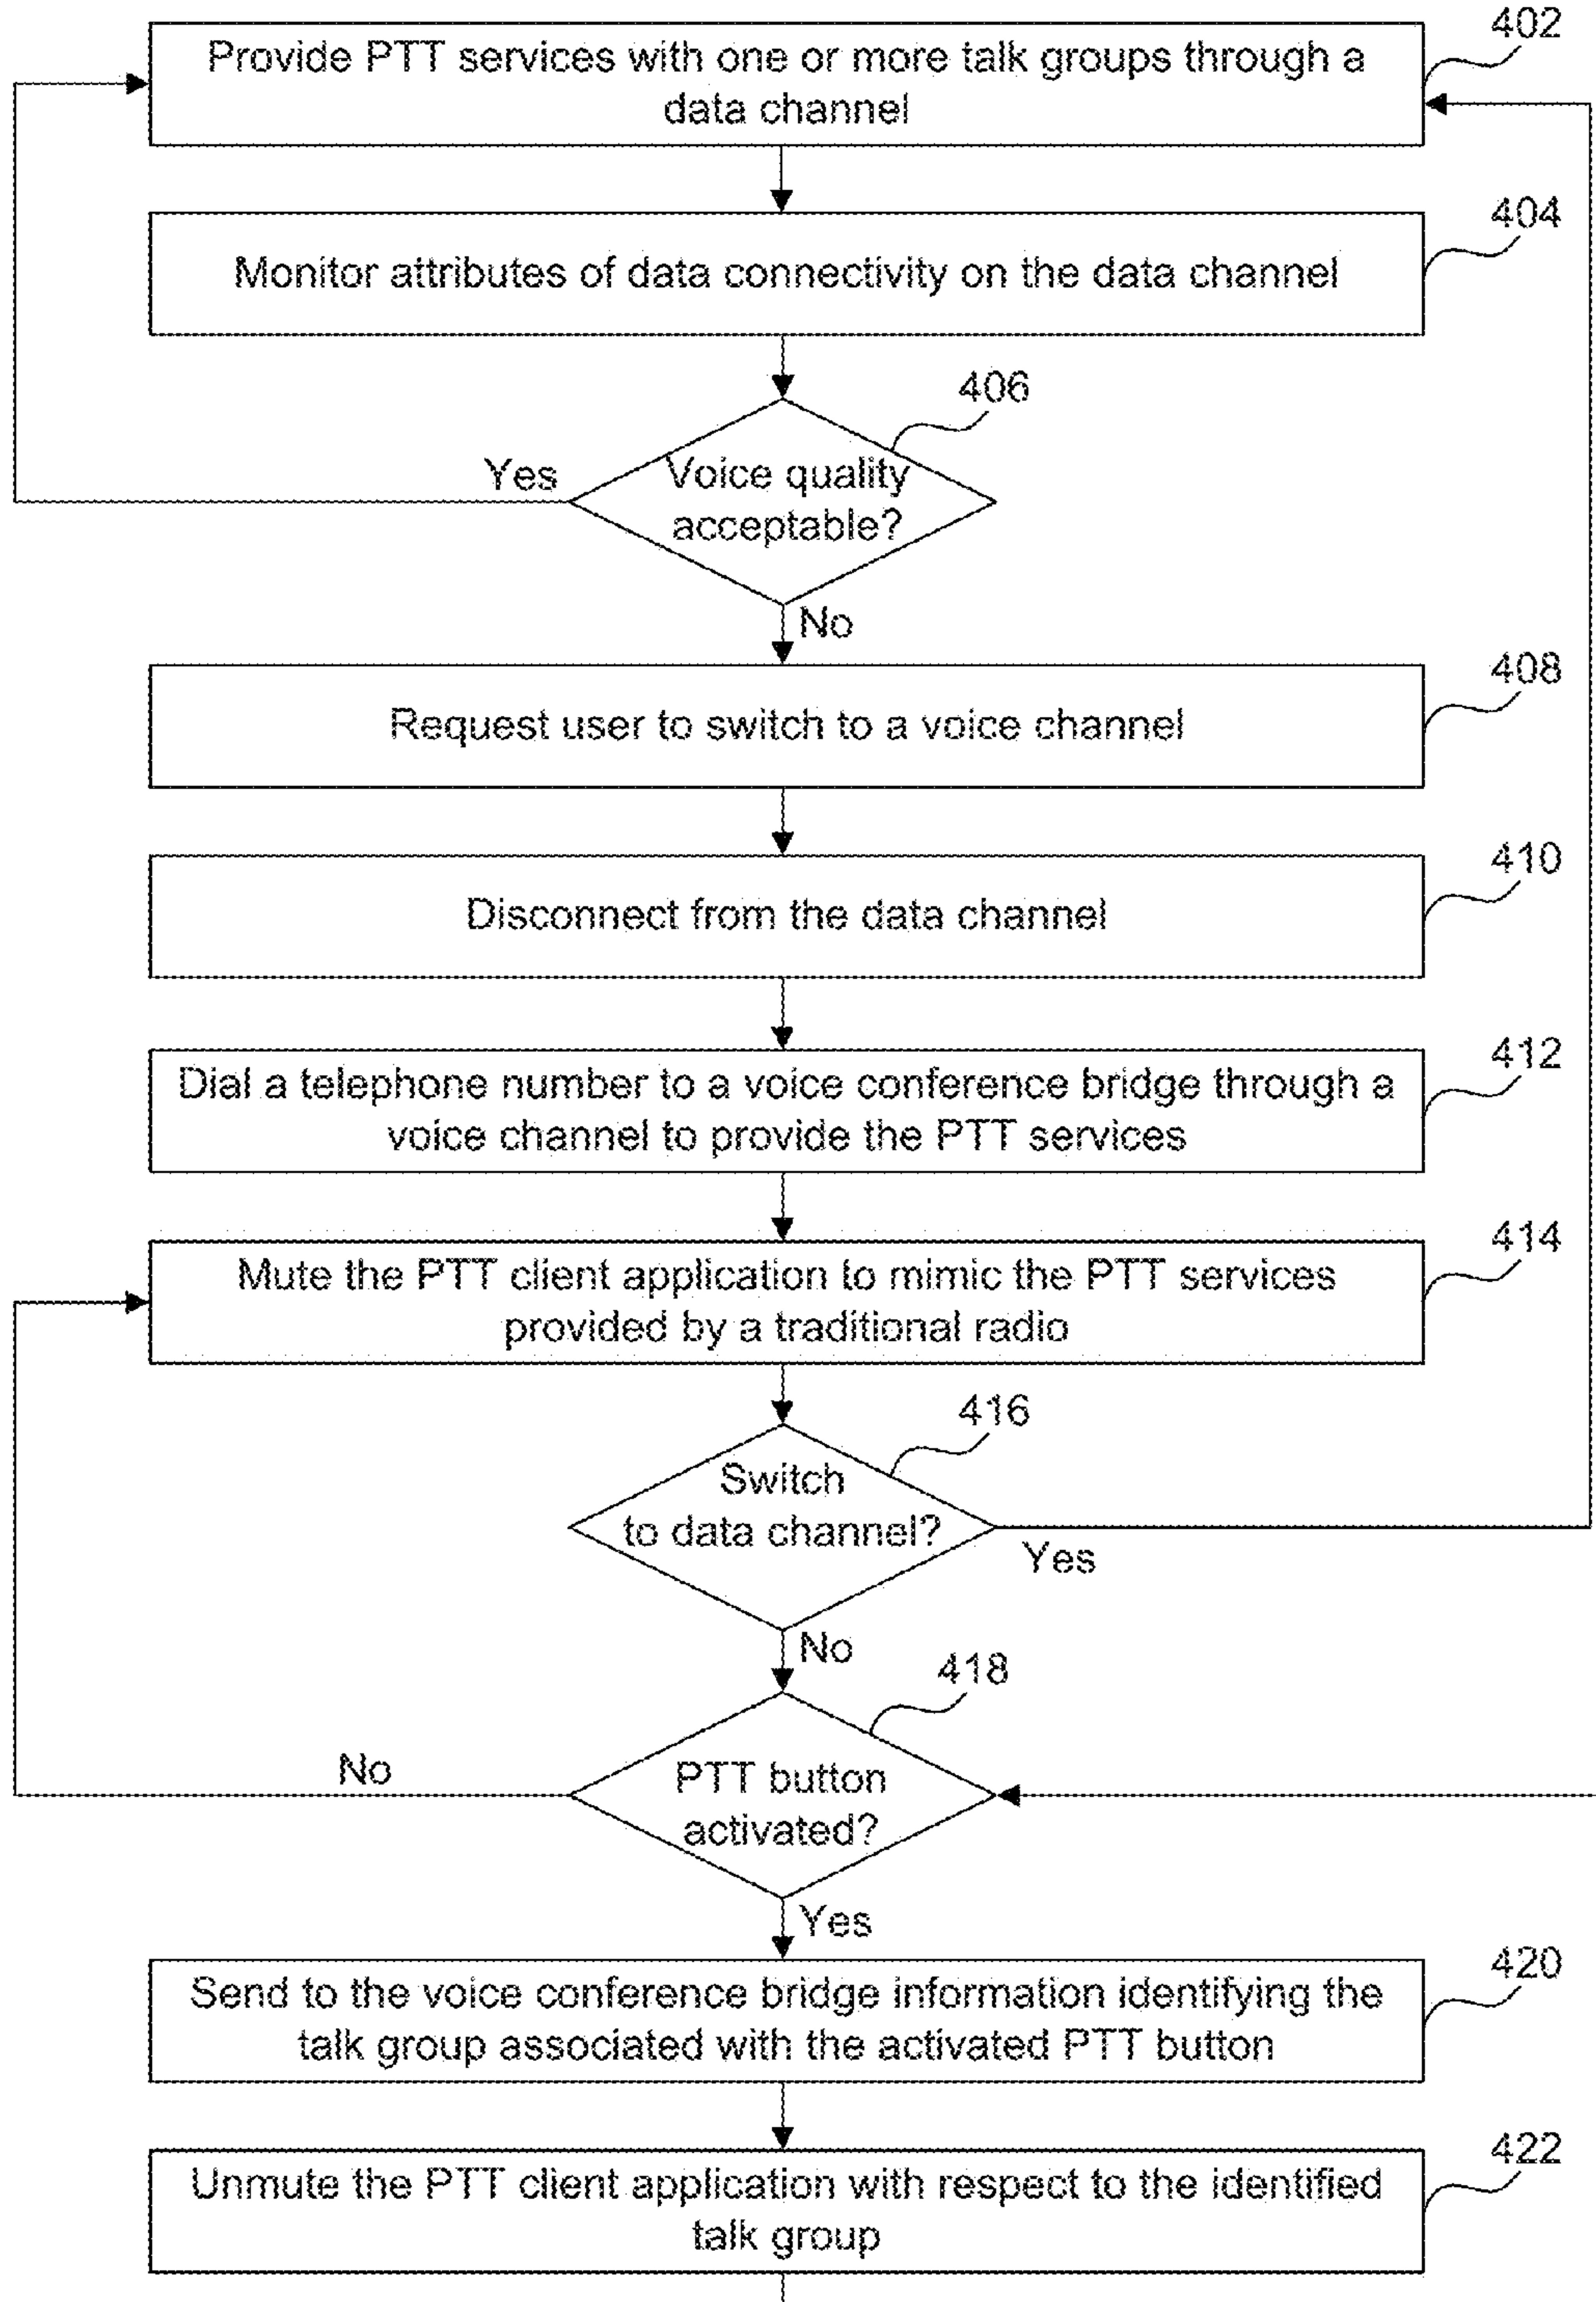 402
Provide PTT services with one or more talk groups through a
data channel
404
Monitor attributes of data connectivity on the data channel
406
Yes
Voice quality
acceptable?
No
408
Request user to switch to a voice channel
410
Disconnect from the data channel
412
Dial a telephone number to a voice conference bridge through a
voice channel to provide the PTT services
414
Mute the PTT client application to mimic the PTT services
provided by a traditional radio
416
Switch
to data channel?
Yes
No
418
No
PTT button
activated?
Yes
420
Send to the voice conference bridge information identifying the
talk group associated with the activated PTT button
422
Unmute the PTT client application with respect to the identified
talk group